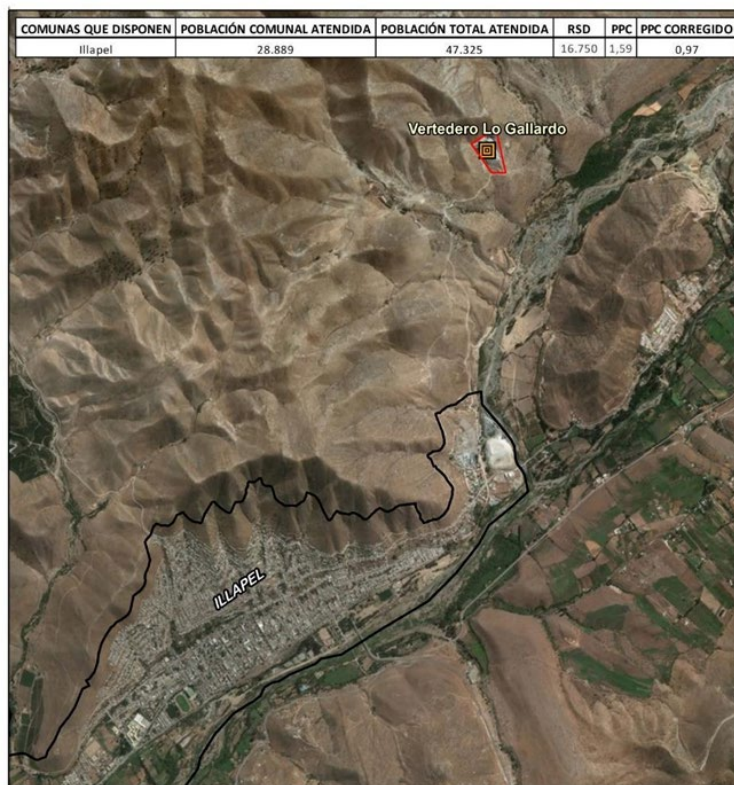 COMUNAS QUE DISPONEN POBLACIÓN COMUNAL ATENDIDA POBLACIÓN TOTAL ATENDIDA RSD PPC PPC CORREGIDO
Illapel 28.889 47.325 16.750 1,59 0,97
Vertedero Lo Gallardo
ILLAPEL